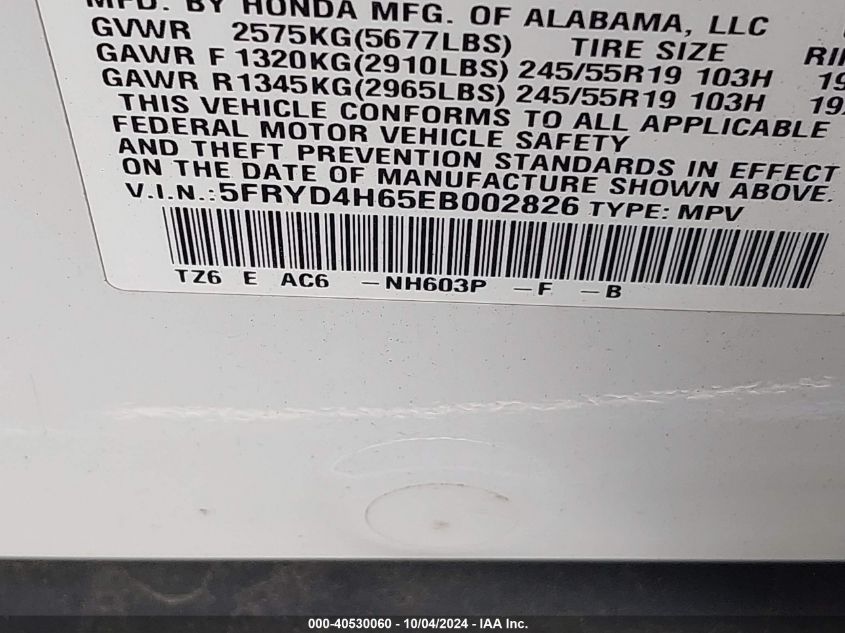 MFD. BY HONDA MFG. OF ALABAMA, LLC
GVWR 2575KG(5677LBS) TIRE SIZE
GAWR F 1320KG(2910LBS) 245/55R19 103H 19
GAWR R 1345KG(2965LBS) 245/55R19 103H
THIS VEHICLE CONFORMS TO ALL APPLICABLE
FEDERAL MOTOR VEHICLE SAFETY
AND THEFT PREVENTION STANDARDS IN EFFECT
ON THE DATE OF MANUFACTURE SHOWN ABOVE.
V.I.N.:5FRYD4H65EB002826 TYPE: MPV
TZ6 E AC6 –NH603P –F –B
000-40530060 - 10/04/2024 - IAA Inc.